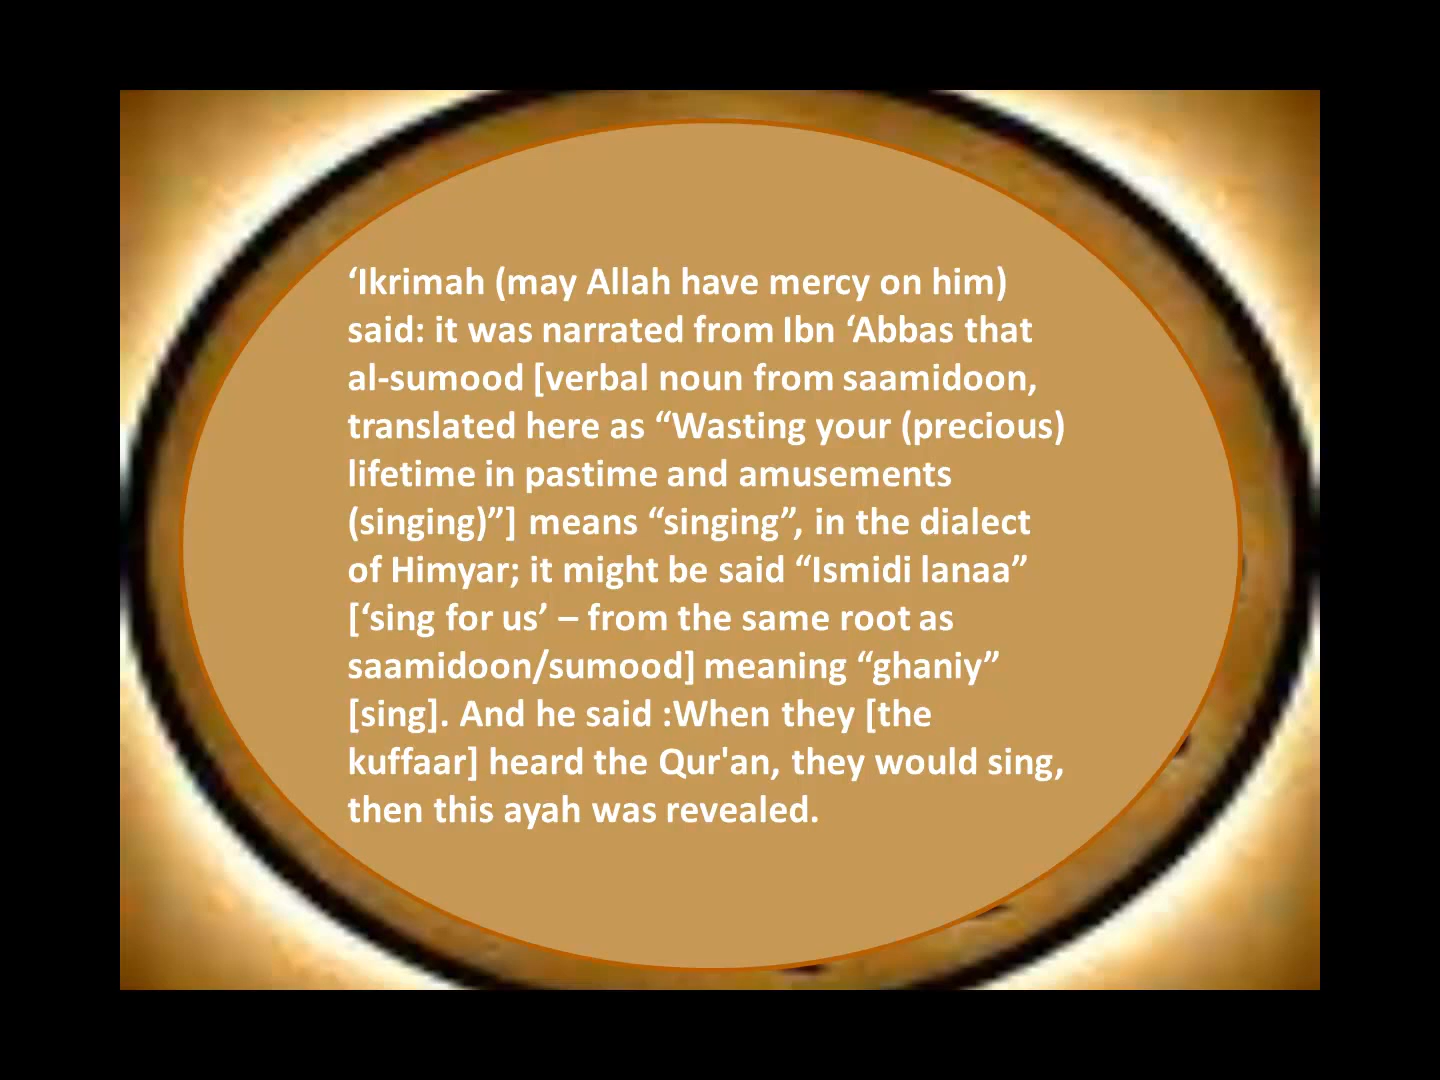 ‘Ikrimah (may Allah have mercy on him)
said: it was narrated from Ibn ‘Abbas that
al-sumood [verbal noun from saamidoon,
translated here as “Wasting your (precious)
lifetime in pastime and amusements
(singing)”] means “singing”, in the dialect
of Himyar; it might be said “Ismidi lanaa”
[‘sing for us’ – from the same root as
saamidoon/sumood] meaning “ghaniy”
[sing]. And he said :When they [the
kuffaar] heard the Qur'an, they would sing,
then this ayah was revealed.